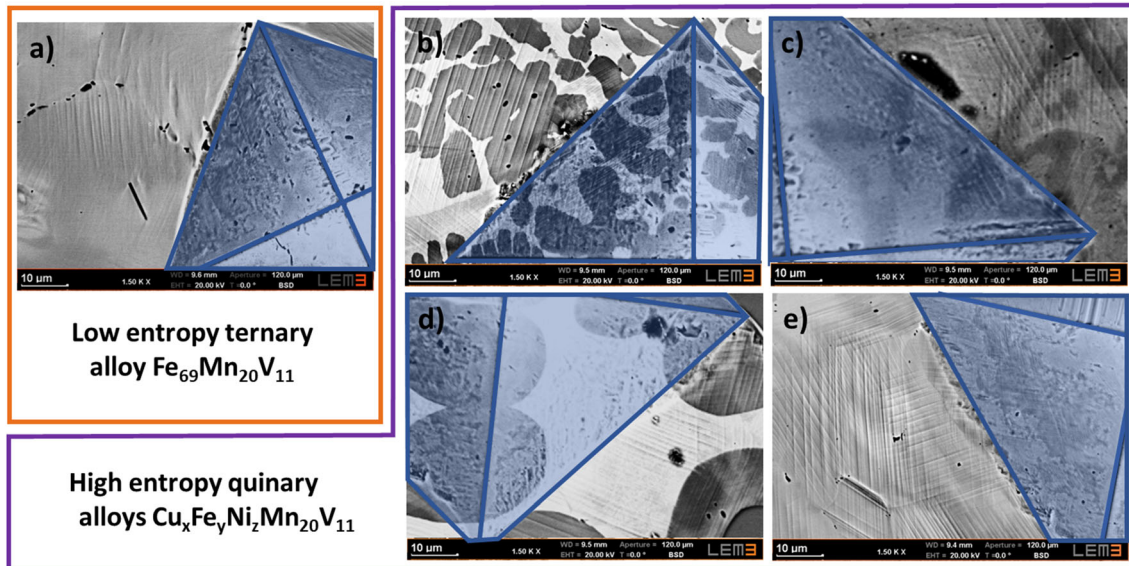 a)
10 µm
1.50 K X
WD = 9.6 mm Aperture = 120.0 µm
EHT = 20.00 kV T =0.0 ° BSD
LEM3
Low entropy ternary
alloy Fe₆₉Mn₂₀V₁₁
High entropy quinary
alloys CuₓFeᵧNi_zMn₂₀V₁₁
b)
10 µm
1.50 K X
WD = 9.5 mm Aperture = 120.0 µm
EHT = 20.00 kV T =0.0 ° BSD
LEM3
c)
10 µm
1.50 K X
WD = 9.5 mm Aperture = 120.0 µm
EHT = 20.00 kV T =0.0 ° BSD
LEM3
d)
10 µm
1.50 K X
WD = 9.5 mm Aperture = 120.0 µm
EHT = 20.00 kV T =0.0 ° BSD
LEM3
e)
10 µm
1.50 K X
WD = 9.4 mm Aperture = 120.0 µm
EHT = 20.00 kV T =0.0 ° BSD
LEM3